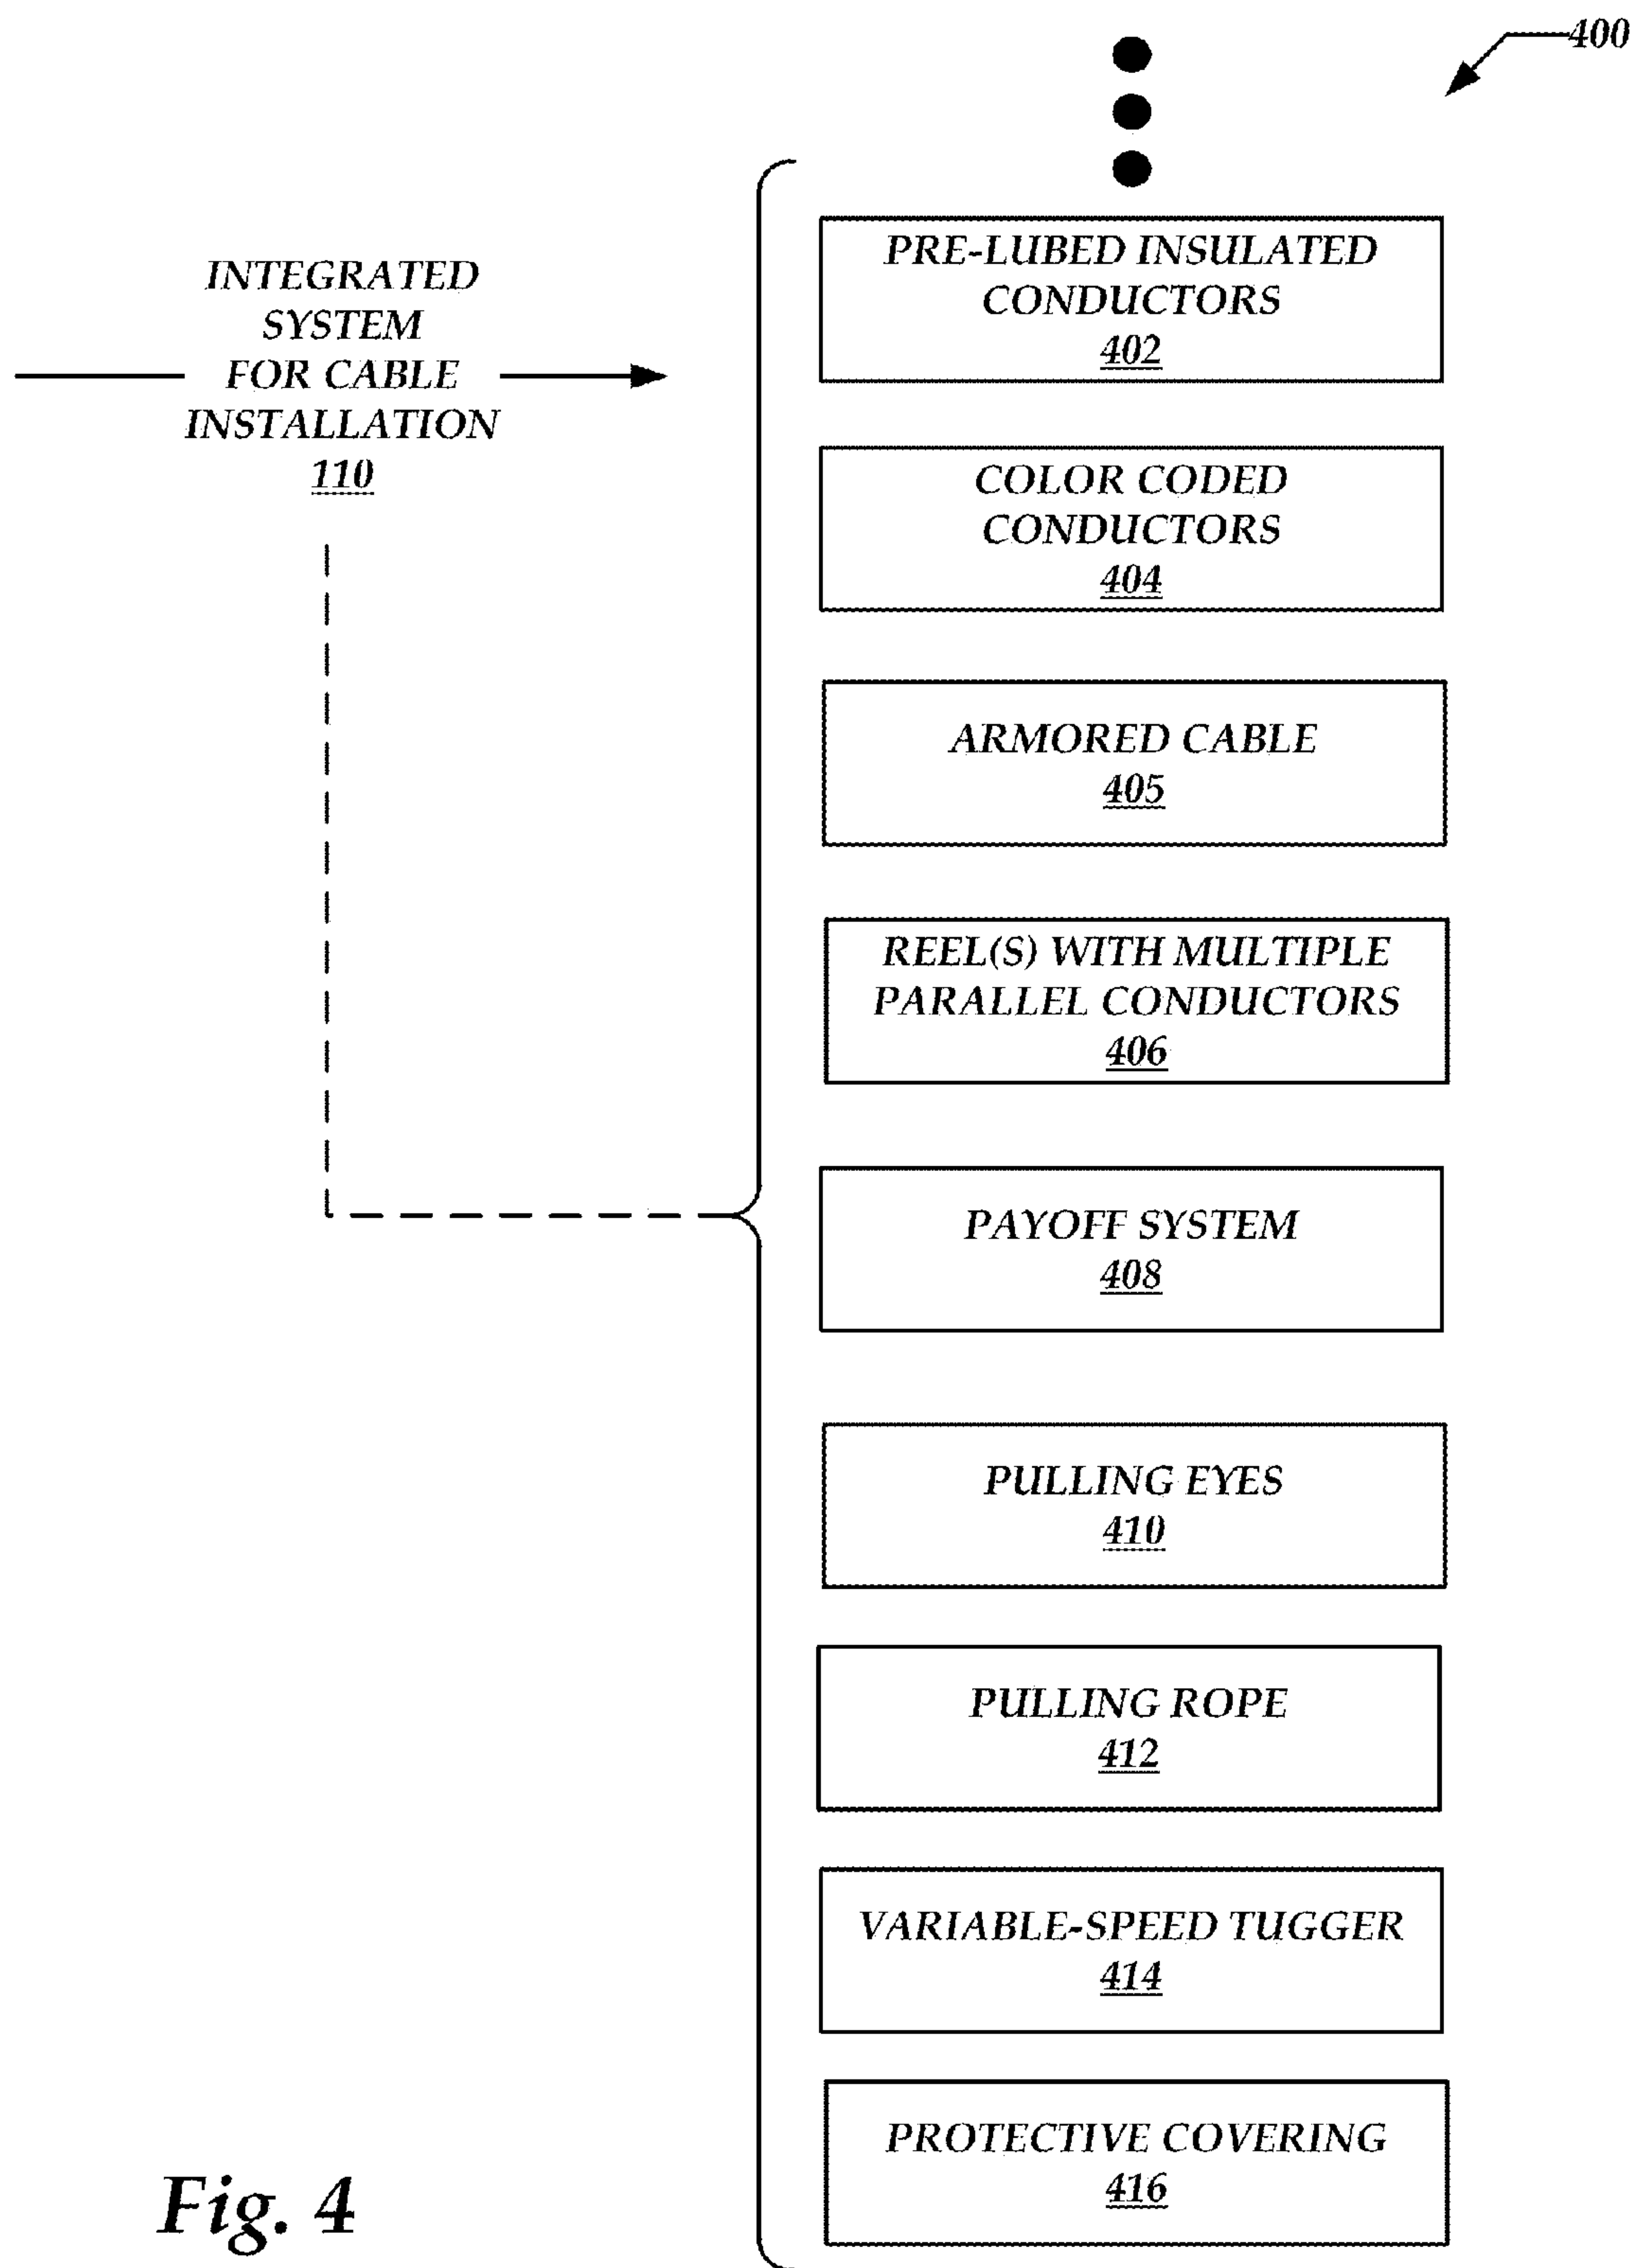 400
INTEGRATED
SYSTEM
FOR CABLE
INSTALLATION
110
PRE-LUBED INSULATED
CONDUCTORS
402
COLOR CODED
CONDUCTORS
404
ARMORED CABLE
405
REEL(S) WITH MULTIPLE
PARALLEL CONDUCTORS
406
PAYOFF SYSTEM
408
PULLING EYES
410
PULLING ROPE
412
VARIABLE-SPEED TUGGER
414
PROTECTIVE COVERING
416
Fig. 4